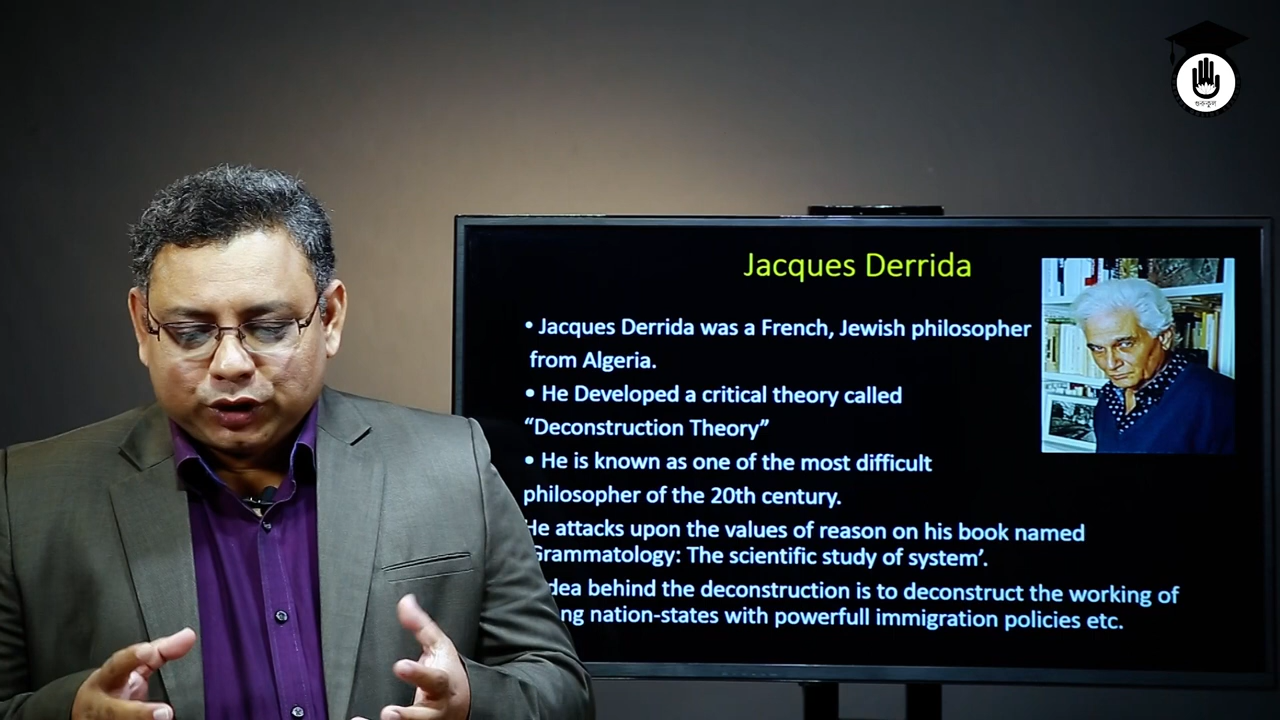 গুরুকুল
Jacques Derrida
• Jacques Derrida was a French, Jewish philosopher
from Algeria.
• He Developed a critical theory called
“Deconstruction Theory”
• He is known as one of the most difficult
philosopher of the 20th century.
He attacks upon the values of reason on his book named
Grammatology: The scientific study of system’.
behind the deconstruction is to deconstruct the working of
nation-states with powerfull immigration policies etc.